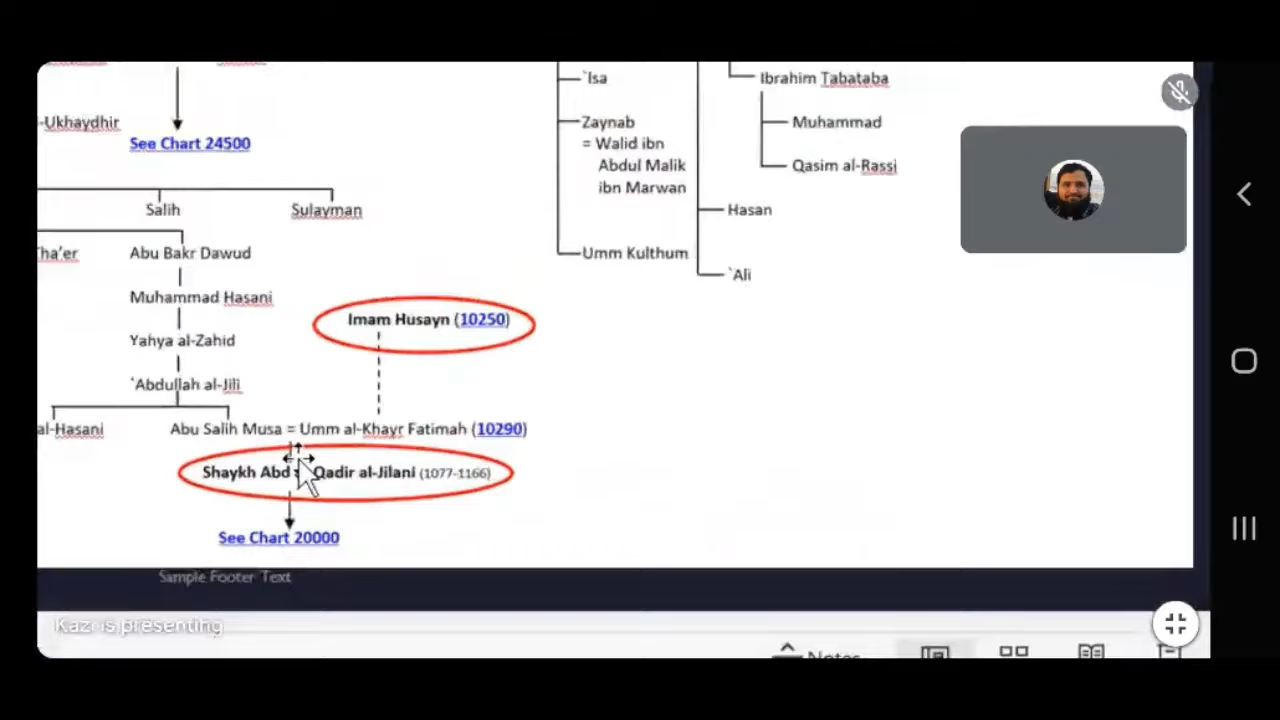 `Isa
Ibrahim Tabataba
-Ukhaydhir
See Chart 24500
Zaynab
= Walid ibn
Abdul Malik
ibn Marwan
Muhammad
Qasim al-Rassi
Salih
Sulayman
Hasan
Abu Bakr Dawud
Umm Kulthum
`Ali
Muhammad Hasani
Imam Husayn (10250)
Yahya al-Zahid
`Abdullah al-Jili
al-Hasani
Abu Salih Musa = Umm al-Khayr Fatimah (10290)
Shaykh Abd Qadir al-Jilani (1077-1166)
See Chart 20000
Sample Footer Text
is presenting
Notes